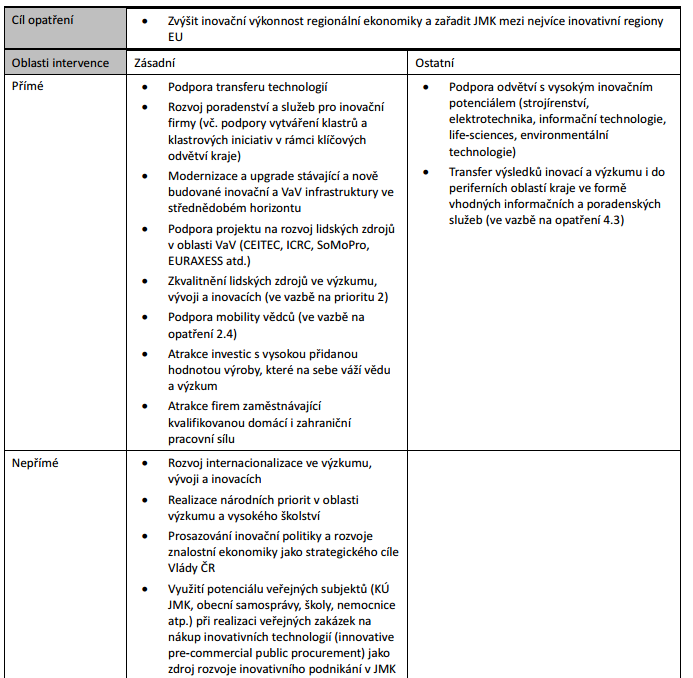 Cíl opatření
• Zvýšit inovační výkonnost regionální ekonomiky a zařadit JMK mezi nejvíce inovativní regiony
EU
Oblasti intervence
Zásadní
Ostatní
Přímé
• Podpora transferu technologií
• Rozvoj poradenství a služeb pro inovační
firmy (vč. podpory vytváření klastrů a
klastrových iniciativ v rámci klíčových
odvětví kraje)
• Modernizace a upgrade stávající a nově
budované inovační a VaV infrastruktury ve
střednědobém horizontu
• Podpora projektu na rozvoj lidských zdrojů
v oblasti VaV (CEITEC, ICRC, SoMoPro,
EURAXESS atd.)
• Zkvalitnění lidských zdrojů ve výzkumu,
vývoji a inovacích (ve vazbě na prioritu 2)
• Podpora mobility vědců (ve vazbě na
opatření 2.4)
• Atrakce investic s vysokou přidanou
hodnotou výroby, které na sebe váží vědu
a výzkum
• Atrakce firem zaměstnávající
kvalifikovanou domácí i zahraniční
pracovní sílu
• Podpora odvětví s vysokým inovačním
potenciálem (strojírenství,
elektrotechnika, informační technologie,
life-sciences, environmentální
technologie)
• Transfer výsledků inovací a výzkumu i do
periferních oblastí kraje ve formě
vhodných informačních a poradenských
služeb (ve vazbě na opatření 4.3)
Nepřímé
• Rozvoj internacionalizace ve výzkumu,
vývoji a inovacích
• Realizace národních priorit v oblasti
výzkumu a vysokého školství
• Prosazování inovační politiky a rozvoje
znalostní ekonomiky jako strategického cíle
Vlády ČR
• Využití potenciálu veřejných subjektů (KÚ
JMK, obecní samosprávy, školy, nemocnice
atp.) při realizaci veřejných zakázek na
nákup inovativních technologií (innovative
pre-commercial public procurement) jako
zdroj rozvoje inovativního podnikání v JMK